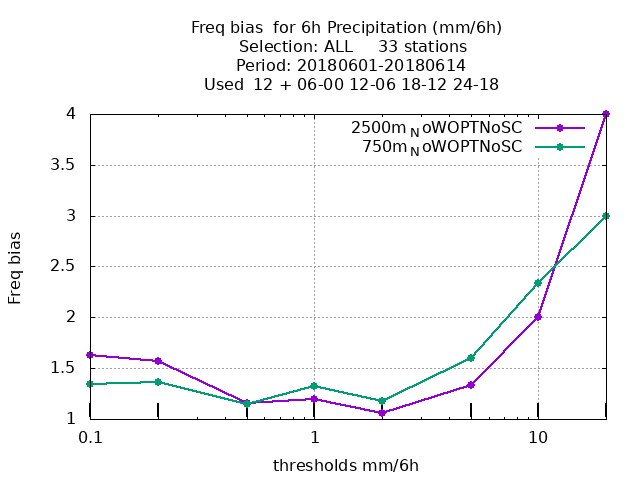 Freq bias  for 6h Precipitation (mm/6h)
Selection: ALL     33 stations
Period: 20180601-20180614
Used  12 + 06-00 12-06 18-12 24-18
2500m_NoWOPTNoSC
750m_NoWOPTNoSC
4
3.5
3
2.5
2
1.5
1
Freq bias
0.1
1
10
thresholds mm/6h